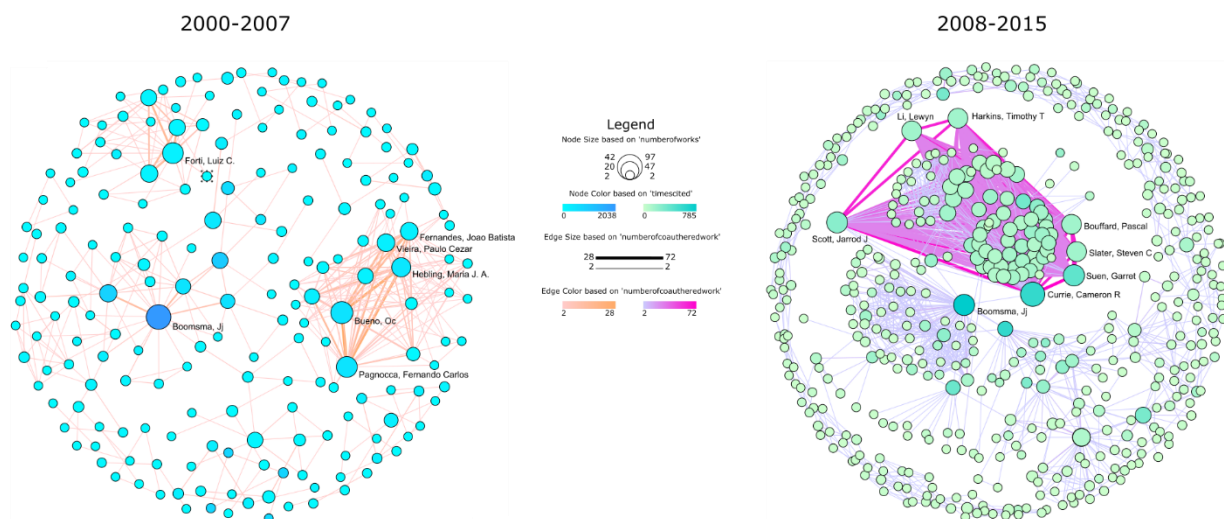 2000-2007
Forti, Luiz C.
Fernandes, Joao Batista
Vieira, Paulo Cezar
Hebling, Maria J. A.
Boomsma, Jj
Bueno, Oc
Pagnocca, Fernando Carlos
Legend
Node Size based on 'numberofworks'
42 97
20 47
2 2
Node Color based on 'timescited'
0 2038 0 785
Edge Size based on 'numberofcoautheredwork'
28 72
2 2
Edge Color based on 'numberofcoautheredwork'
2 28 2 72
2008-2015
Li, Lewyn
Harkins, Timothy T
Scott, Jarrod J
Bouffard, Pascal
Slater, Steven C
Suen, Garret
Currie, Cameron R
Boomsma, Jj